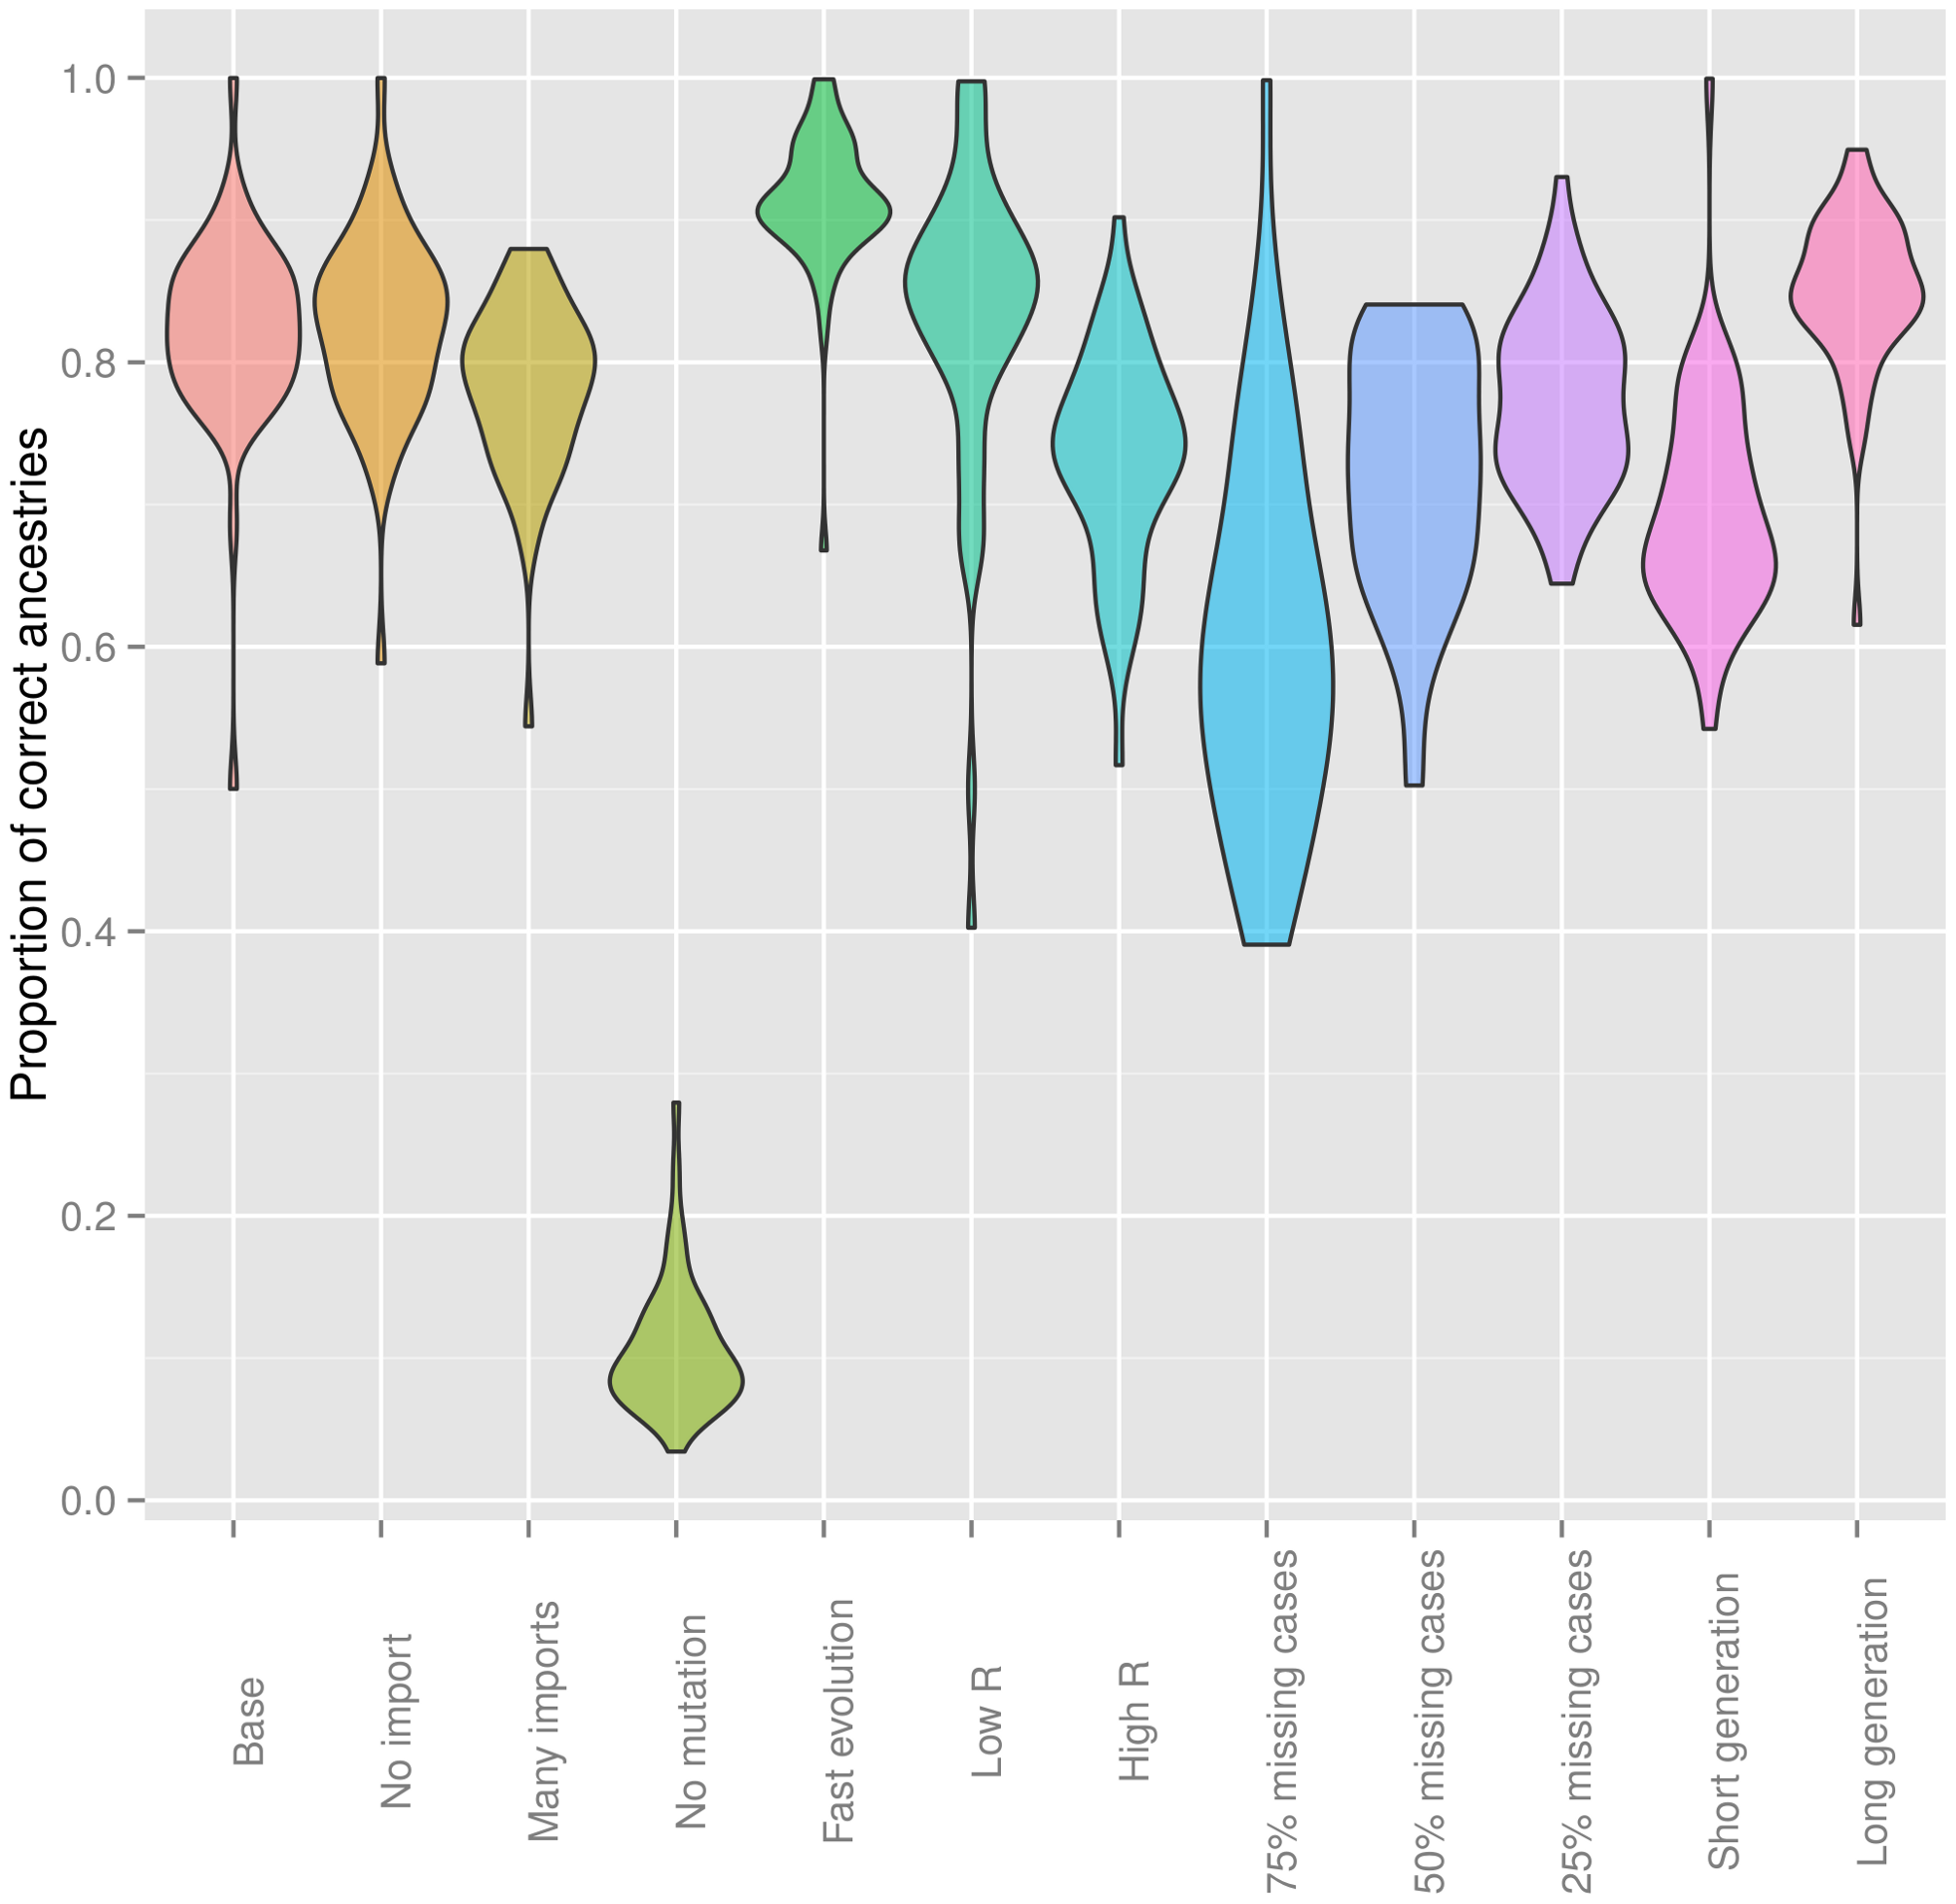 Proportion of correct ancestries
1.0
0.8
0.6
0.4
0.2
0.0
Base
No import
Many imports
No mutation
Fast evolution
Low R
High R
75% missing cases
50% missing cases
25% missing cases
Short generation
Long generation